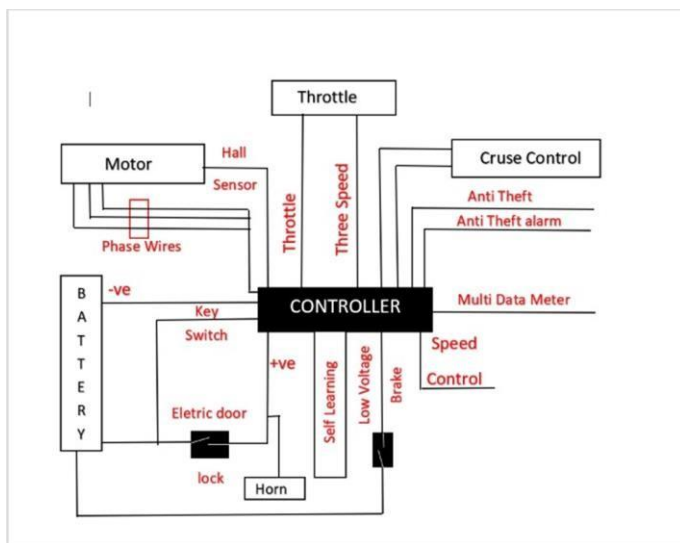 Throttle
Motor
Hall
Sensor
Cruse Control
Throttle
Three Speed
Anti Theft
Anti Theft alarm
Phase Wires
-ve
BATTERY
CONTROLLER
Multi Data Meter
Key
Switch
+ve
Self Learning
Low Voltage
Brake
Speed
Control
Eletric door
lock
Horn